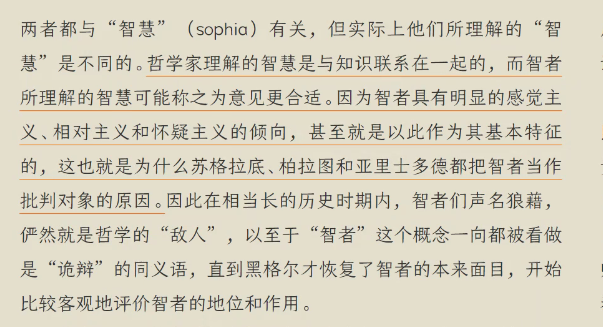 两者都与“智慧”（sophia）有关，但实际上他们所理解的“智
慧”是不同的。哲学家理解的智慧是与知识联系在一起的，而智者
所理解的智慧可能称之为意见更合适。因为智者具有明显的感觉主
义、相对主义和怀疑主义的倾向，甚至就是以此作为其基本特征
的，这也就是为什么苏格拉底、柏拉图和亚里士多德都把智者当作
批判对象的原因。因此在相当长的历史时期内，智者们声名狼藉，
俨然就是哲学的“敌人”，以至于“智者”这个概念一向都被看做
是“诡辩”的同义语，直到黑格尔才恢复了智者的本来面目，开始
比较客观地评价智者的地位和作用。